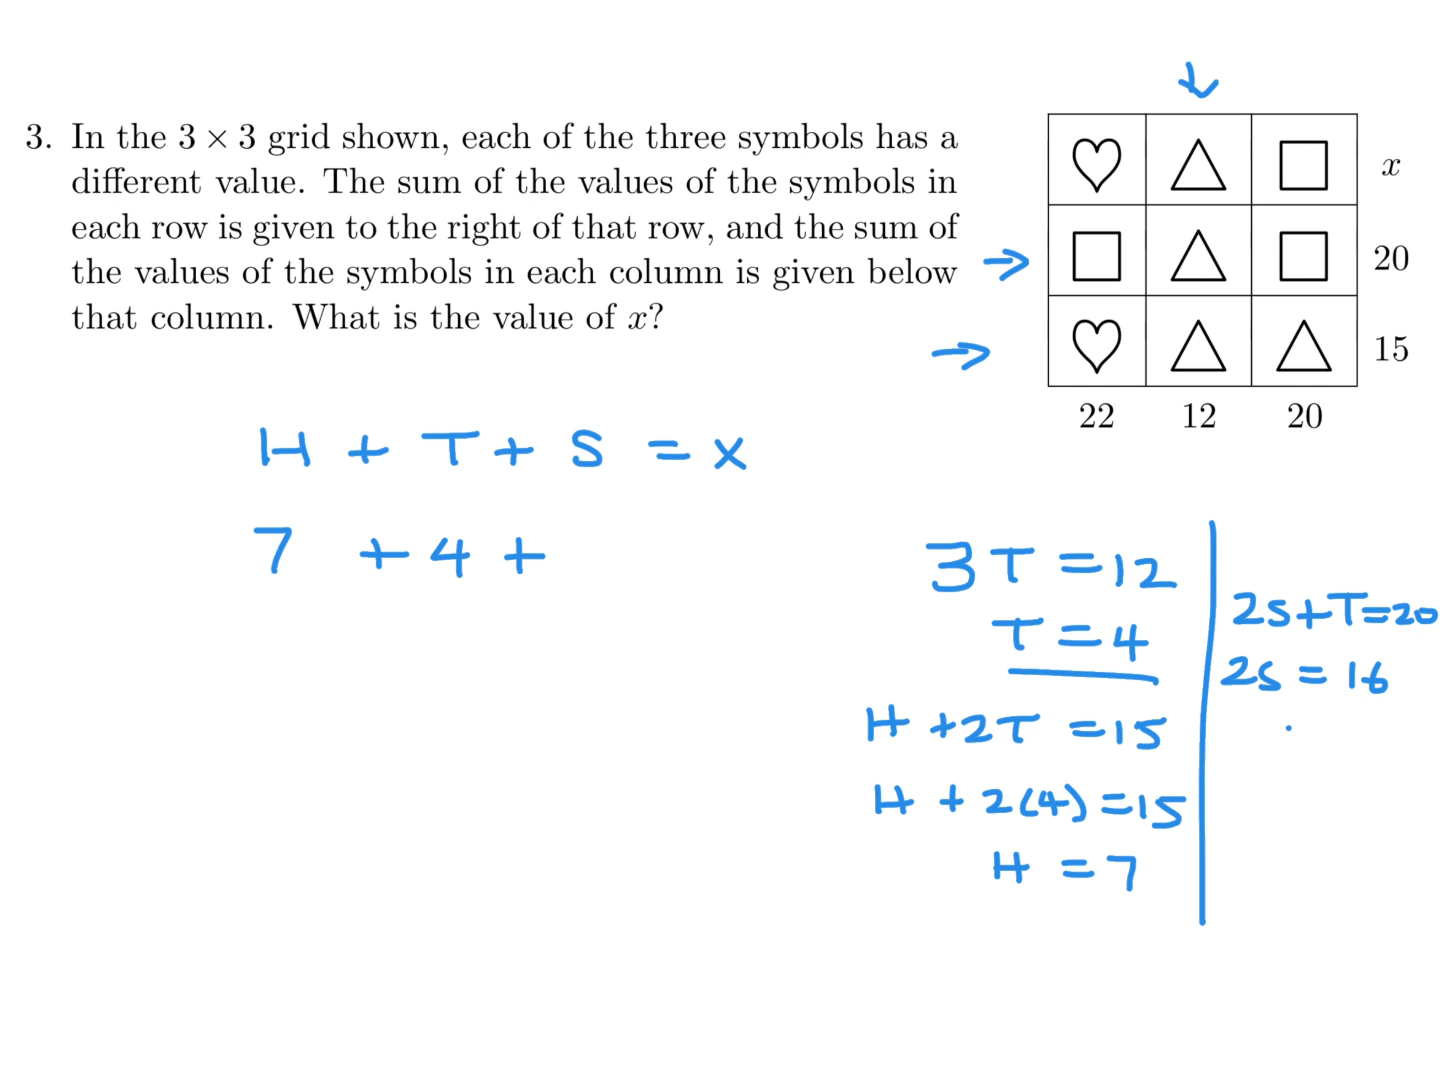 3. In the 3 × 3 grid shown, each of the three symbols has a
different value. The sum of the values of the symbols in
each row is given to the right of that row, and the sum of
the values of the symbols in each column is given below
that column. What is the value of x?
x
20
15
22 12 20
H + T + S = x
7 + 4 +
3T = 12
T = 4
H + 2T = 15
H + 2(4) = 15
H = 7
2S + T = 20
2S = 16